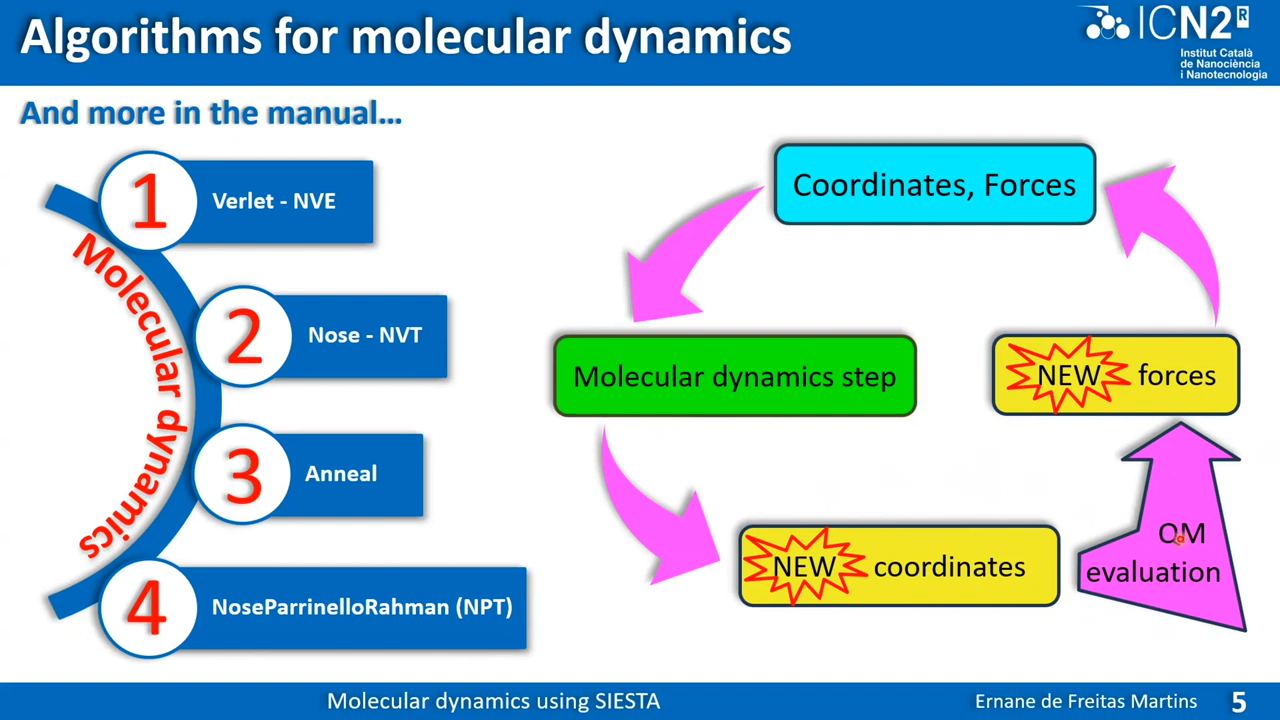 Algorithms for molecular dynamics
ICN2R
Institut Català
de Nanociència
i Nanotecnologia
And more in the manual...
Molecular dynamics
1
Verlet - NVE
2
Nose - NVT
3
Anneal
4
NoseParrinelloRahman (NPT)
Coordinates, Forces
Molecular dynamics step
NEW forces
NEW coordinates
QM
evaluation
Molecular dynamics using SIESTA
Ernane de Freitas Martins
5